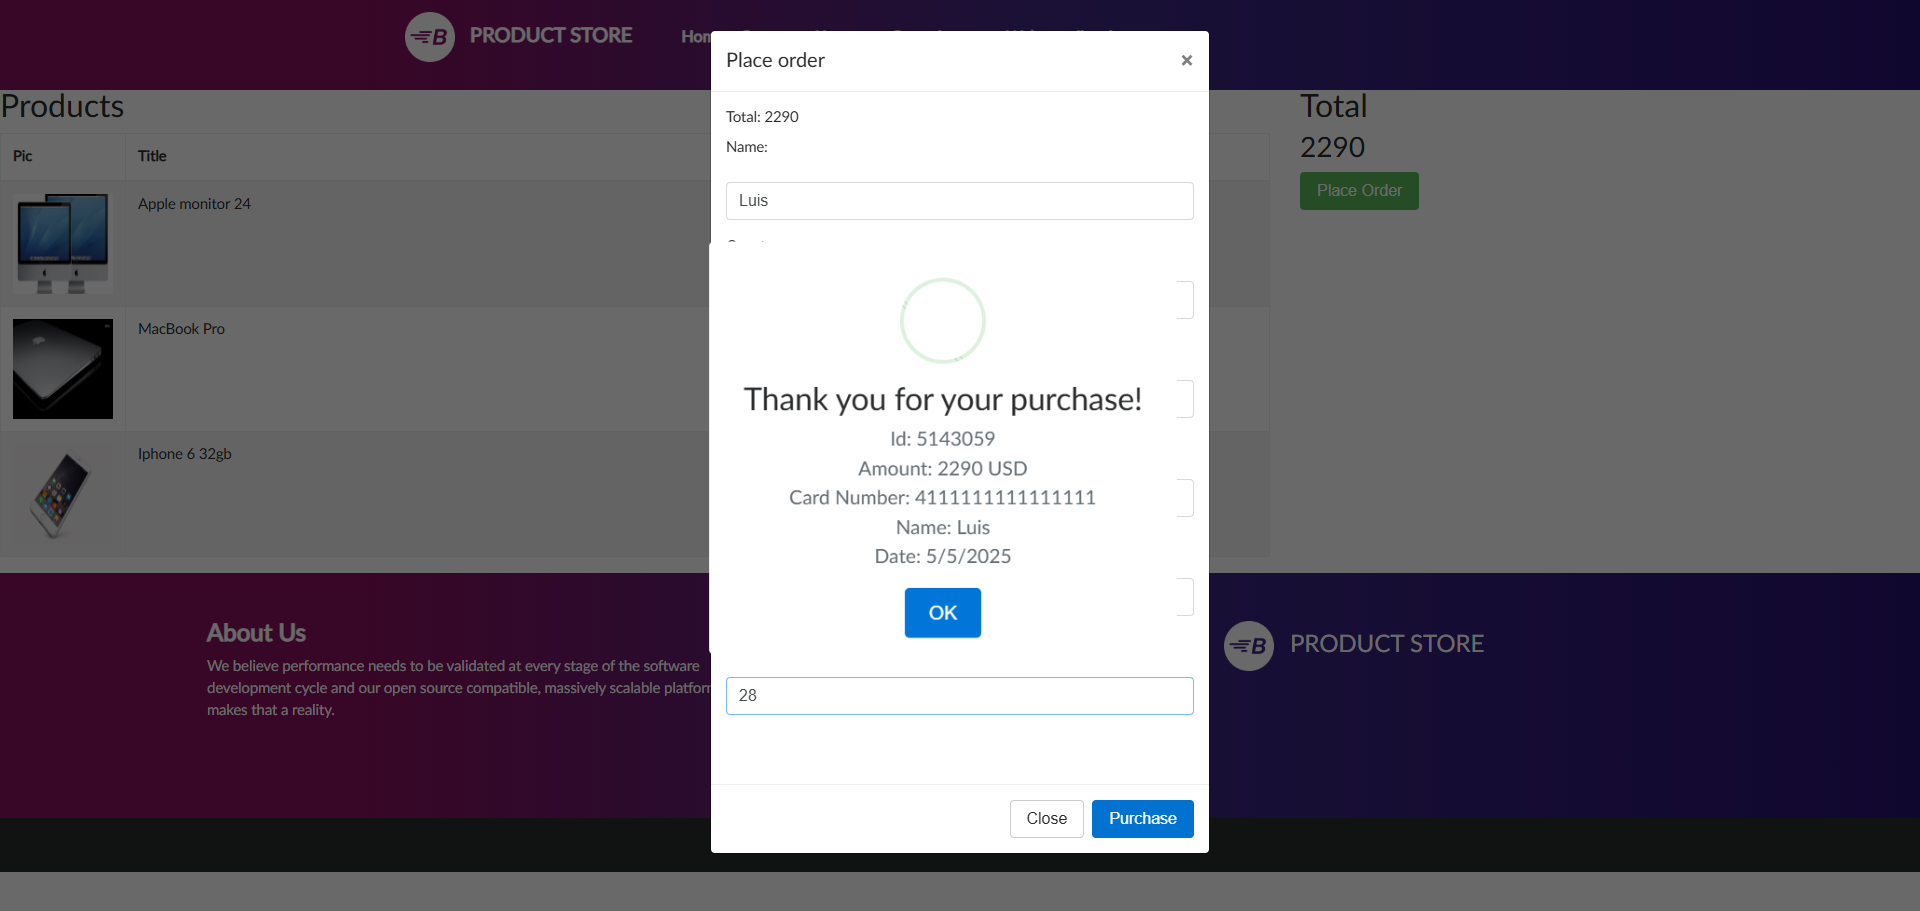 B PRODUCT STORE
Place order
×
Total: 2290
Name:
Luis
Products
Pic
Title
Apple monitor 24
MacBook Pro
Iphone 6 32gb
Total
2290
Place Order
Thank you for your purchase!
Id: 5143059
Amount: 2290 USD
Card Number: 4111111111111111
Name: Luis
Date: 5/5/2025
OK
28
Close
Purchase
About Us
We believe performance needs to be validated at every stage of the software
development cycle and our open source compatible, massively scalable
makes that a reality.
B PRODUCT STORE